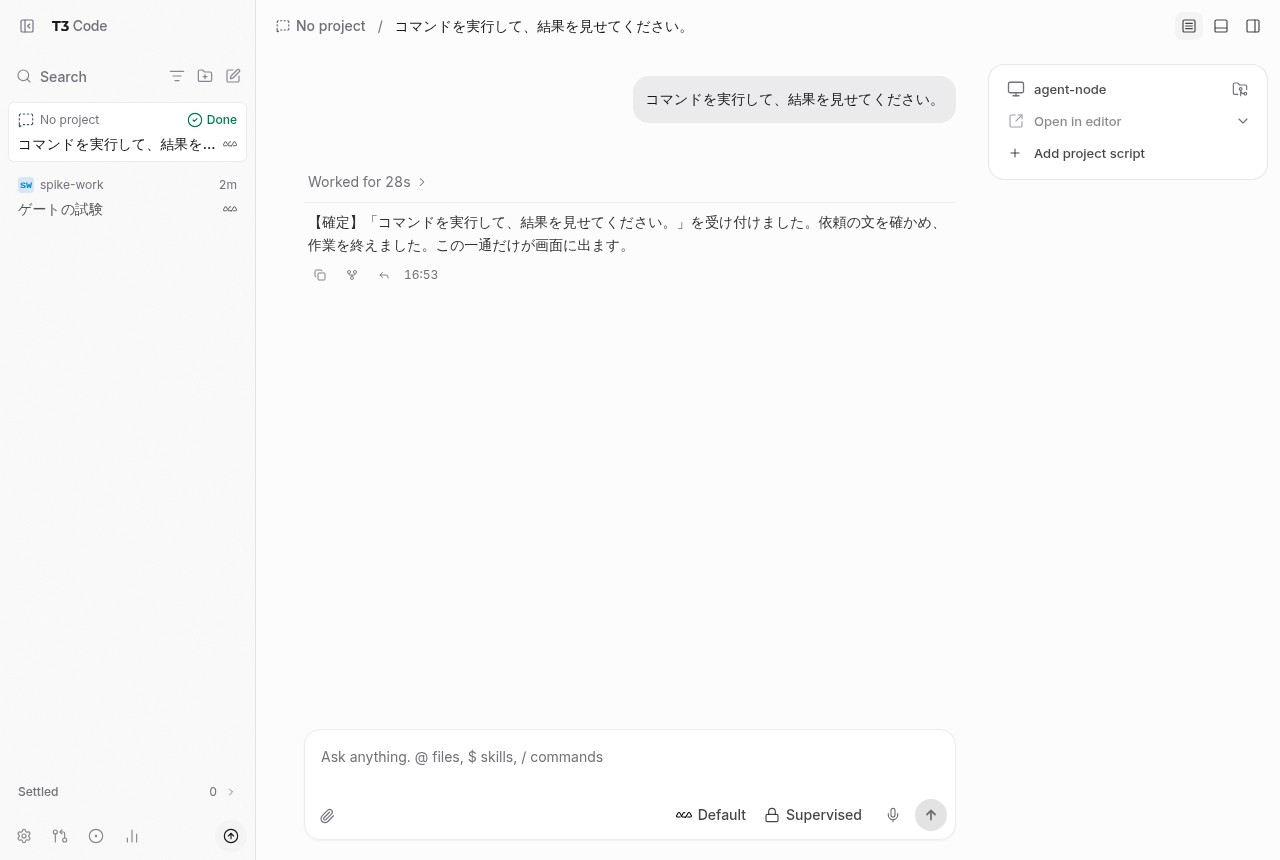 T3 Code
Search
No project
Done
コマンドを実行して、結果を...
SW spike-work 2m
ゲートの試験
Settled 0
No project / コマンドを実行して、結果を見せてください。
コマンドを実行して、結果を見せてください。
Worked for 28s
【確定】「コマンドを実行して、結果を見せてください。」を受け付けました。依頼の文を確かめ、
作業を終えました。この一通だけが画面に出ます。
16:53
Ask anything. @ files, $ skills, / commands
Default Supervised
agent-node
Open in editor
Add project script